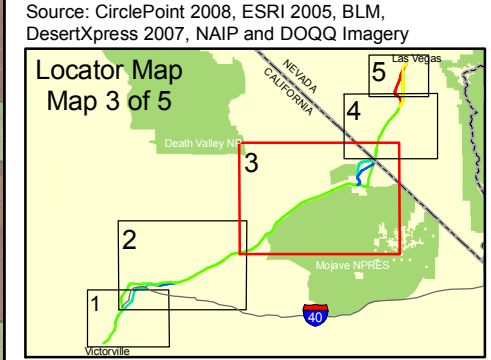 Source: CirclePoint 2008, ESRI 2005, BLM,
DesertXpress 2007, NAIP and DOQQ Imagery
Locator Map
Map 3 of 5
NEVADA
CALIFORNIA
Las Vegas
5
4
Death Valley NP
3
2
Mojave NPRES
1
40
Victorville